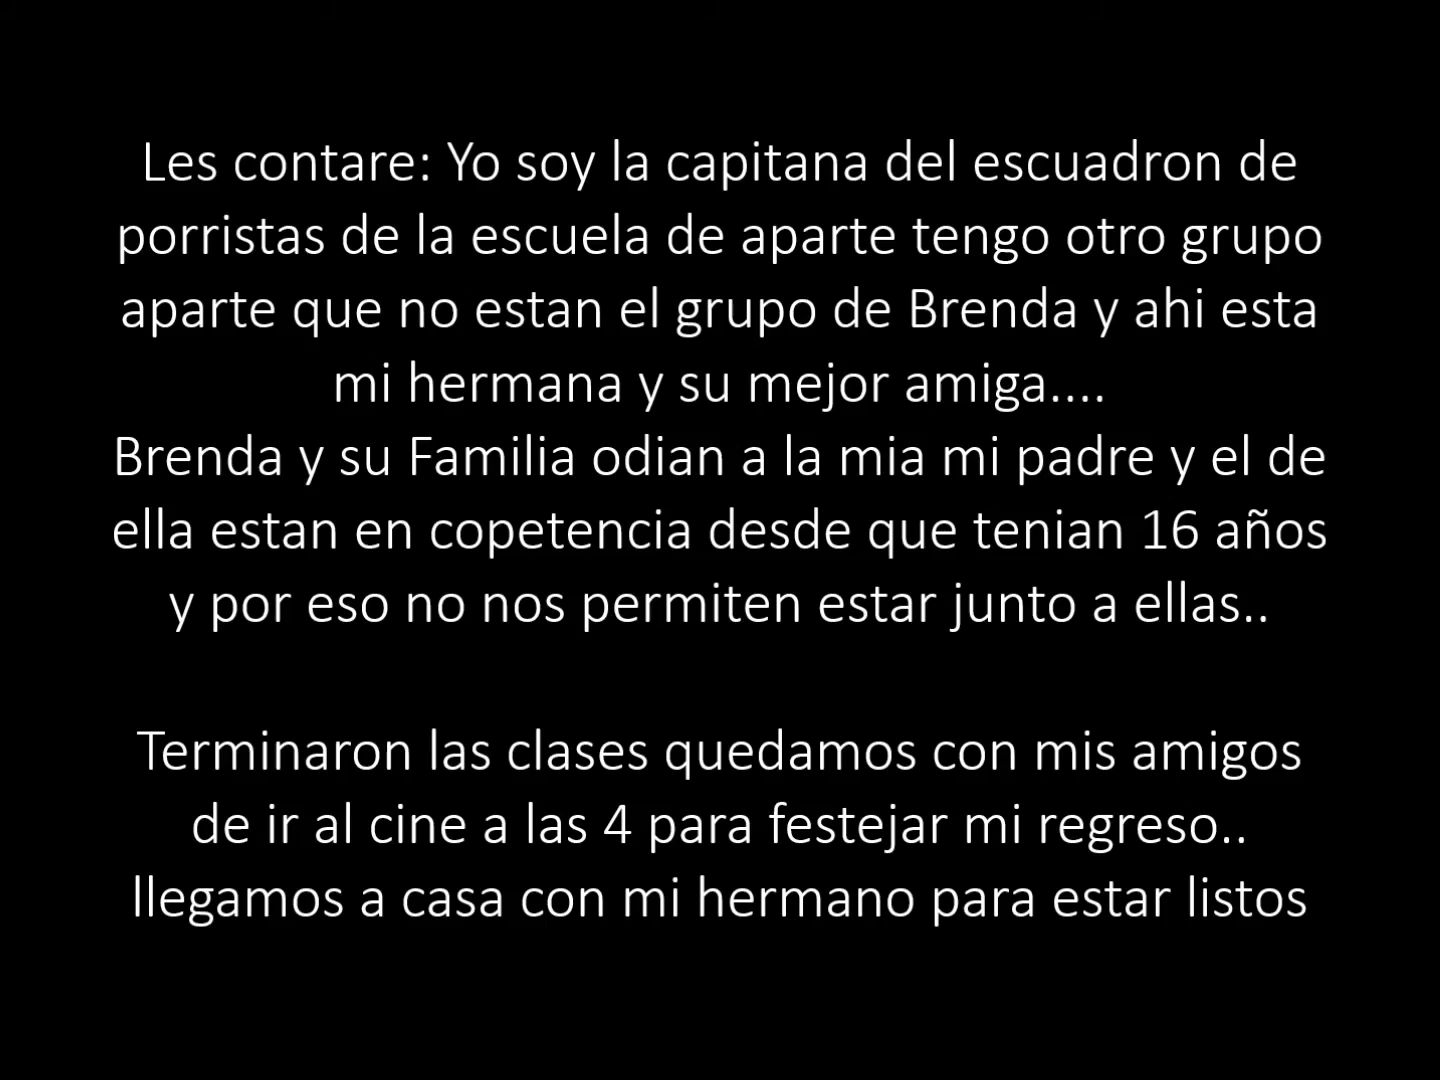 Les contare: Yo soy la capitana del escuadron de
porristas de la escuela de aparte tengo otro grupo
aparte que no estan el grupo de Brenda y ahi esta
mi hermana y su mejor amiga....
Brenda y su Familia odian a la mia mi padre y el de
ella estan en copetencia desde que tenian 16 años
y por eso no nos permiten estar junto a ellas..
Terminaron las clases quedamos con mis amigos
de ir al cine a las 4 para festejar mi regreso..
llegamos a casa con mi hermano para estar listos